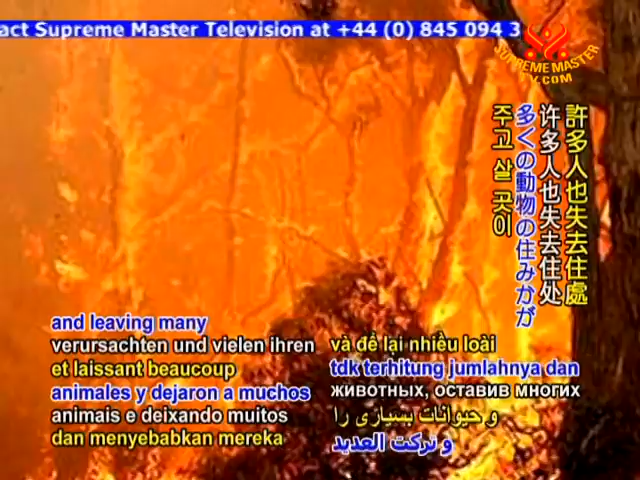 act Supreme Master Television at +44 (0) 845 094 3
SUPREME MASTER
TV.COM
許多人也失去住處
许多人也失去住处
多くの動物の住みかが
주고 살 곳이
and leaving many
verursachten und vielen ihren
et laissant beaucoup
animales y dejaron a muchos
animais e deixando muitos
dan menyebabkan mereka
và để lại nhiều loài
tdk terhitung jumlahnya dan
животных, оставив многих
و حیوانات بسیاری را
و تركت العديد